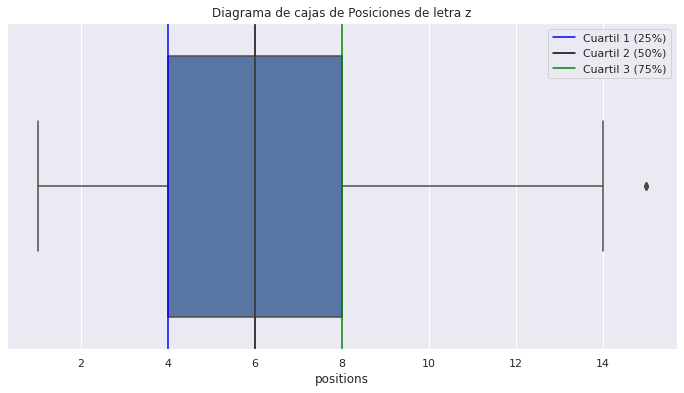 Diagrama de cajas de Posiciones de letra z
Cuartil 1 (25%)
Cuartil 2 (50%)
Cuartil 3 (75%)
2 4 6 8 10 12 14
positions